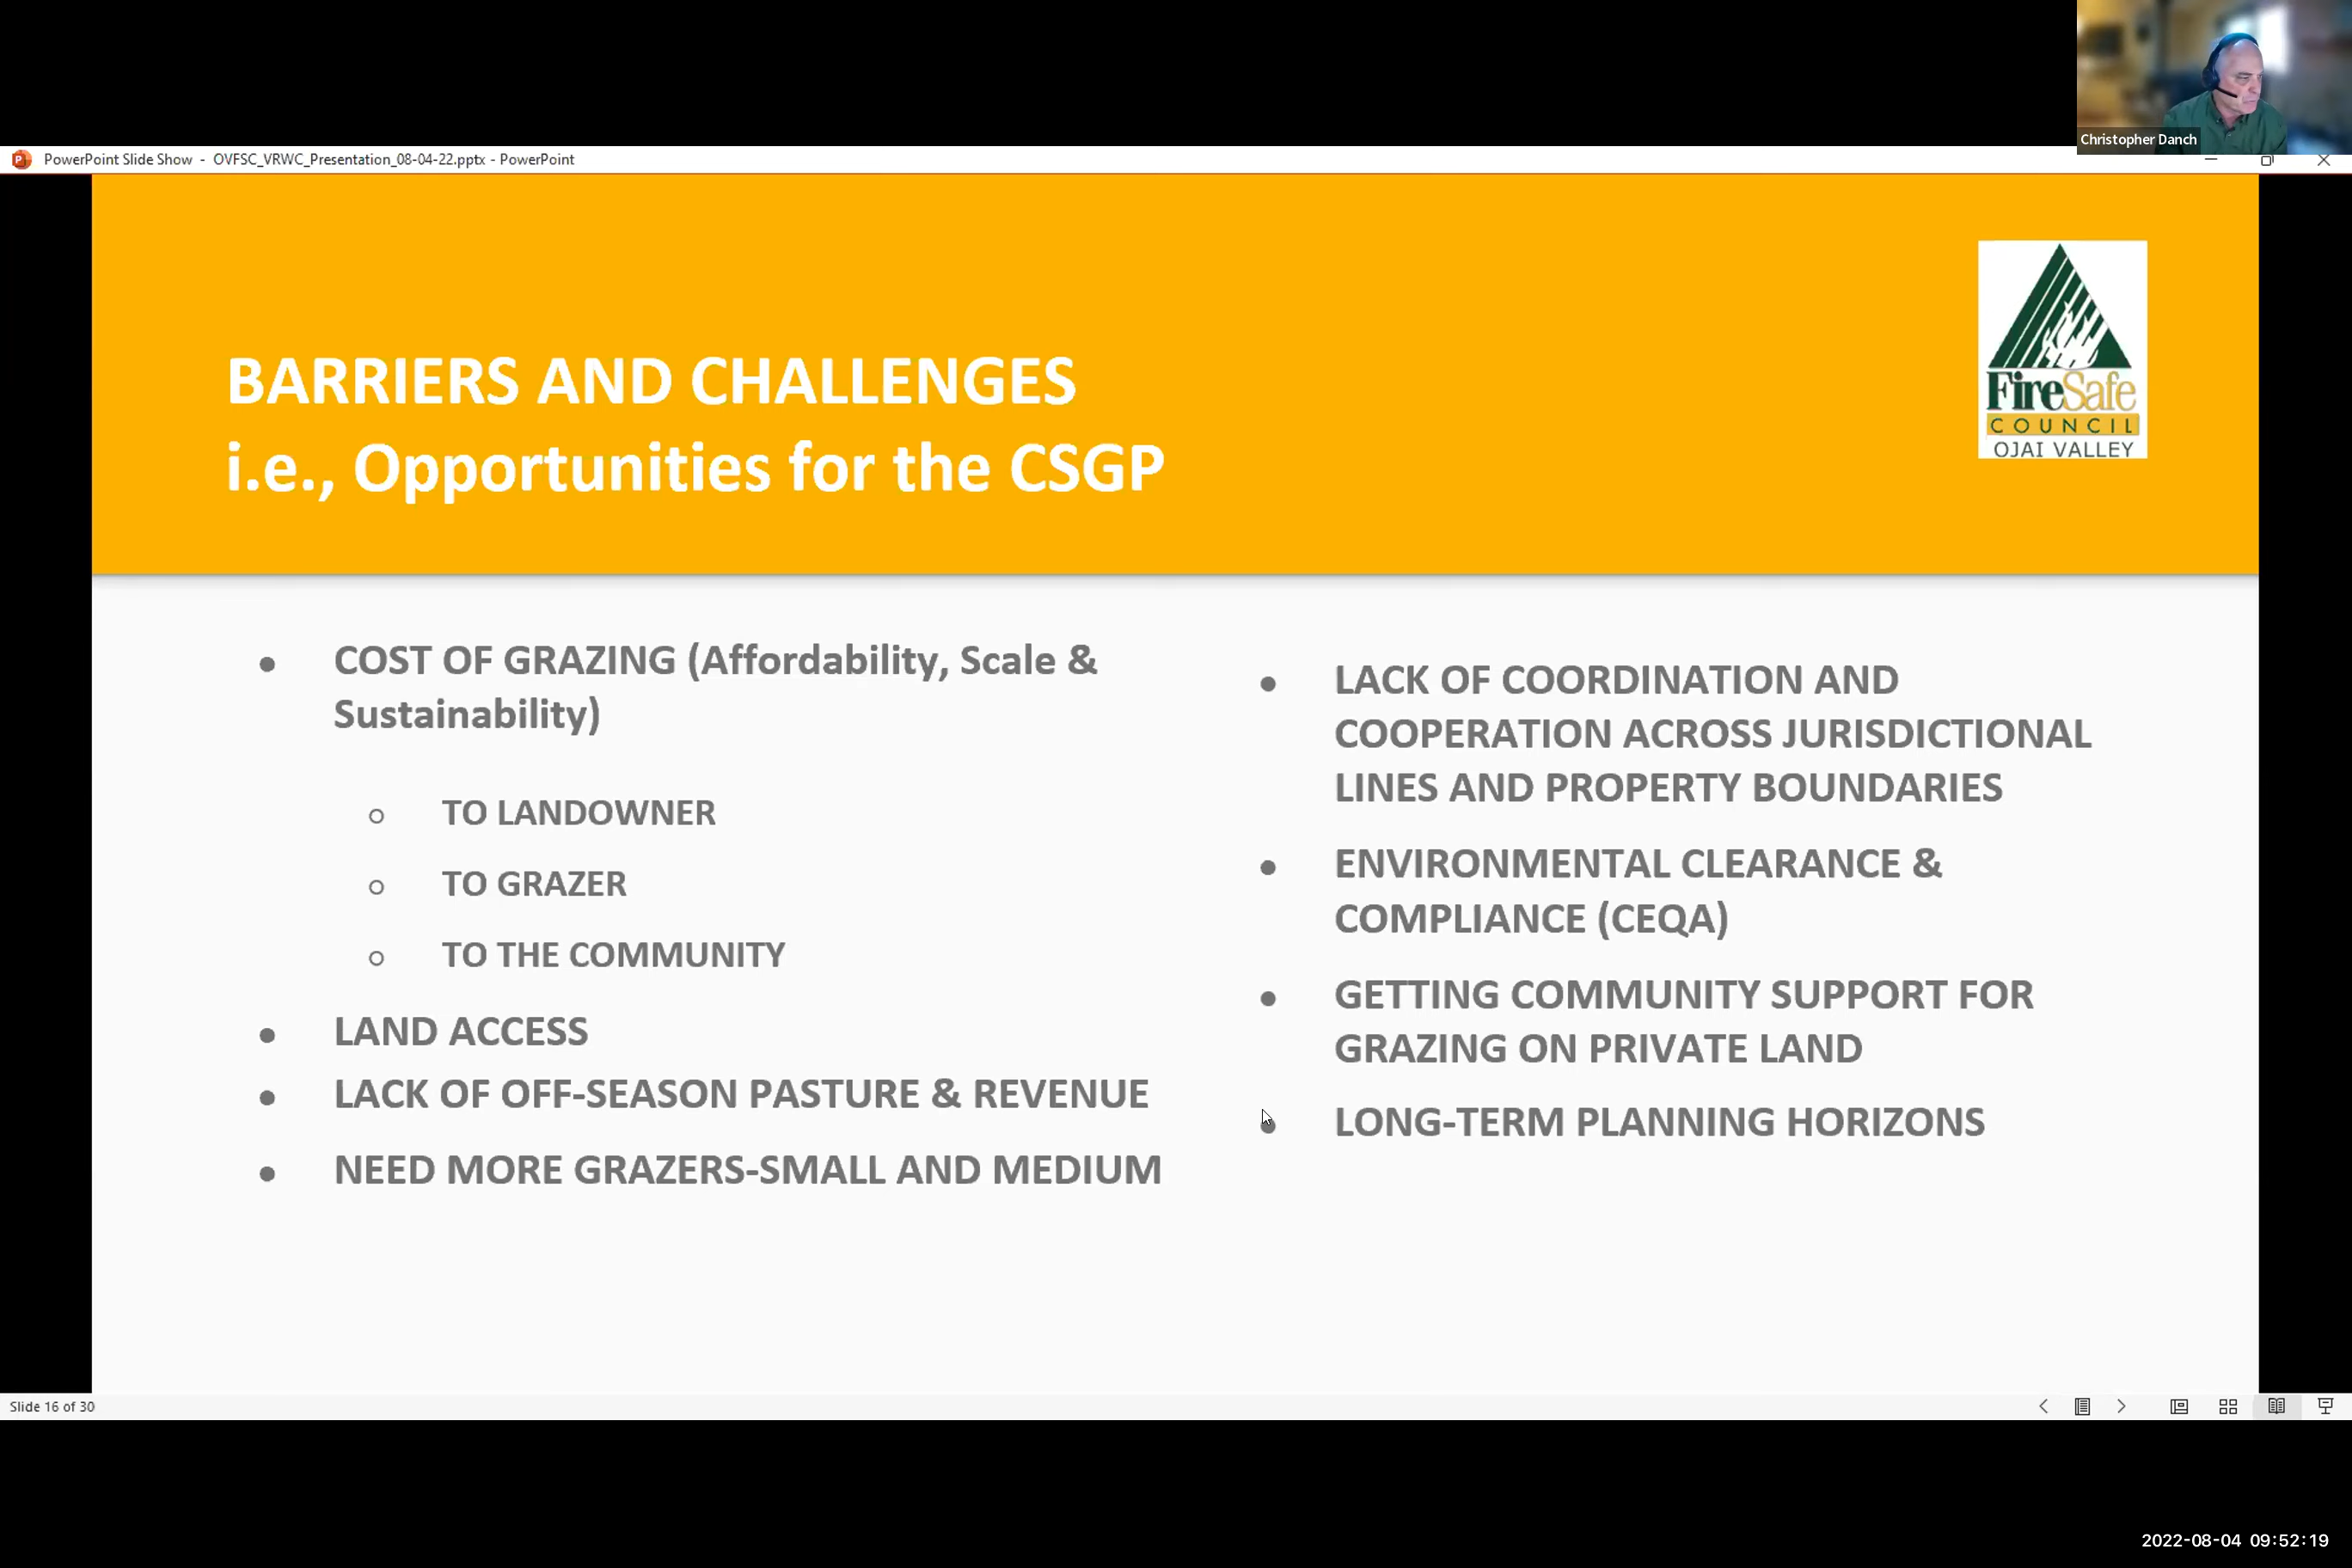 Christopher Danch
PowerPoint Slide Show - OVFSC_VRWC_Presentation_08-04-22.pptx - PowerPoint
BARRIERS AND CHALLENGES
i.e., Opportunities for the CSGP
FireSafe
COUNCIL
OJAI VALLEY
• COST OF GRAZING (Affordability, Scale &
Sustainability)
o TO LANDOWNER
o TO GRAZER
o TO THE COMMUNITY
• LAND ACCESS
• LACK OF OFF-SEASON PASTURE & REVENUE
• NEED MORE GRAZERS-SMALL AND MEDIUM
• LACK OF COORDINATION AND
COOPERATION ACROSS JURISDICTIONAL
LINES AND PROPERTY BOUNDARIES
• ENVIRONMENTAL CLEARANCE &
COMPLIANCE (CEQA)
• GETTING COMMUNITY SUPPORT FOR
GRAZING ON PRIVATE LAND
• LONG-TERM PLANNING HORIZONS
Slide 16 of 30
2022-08-04 09:52:19